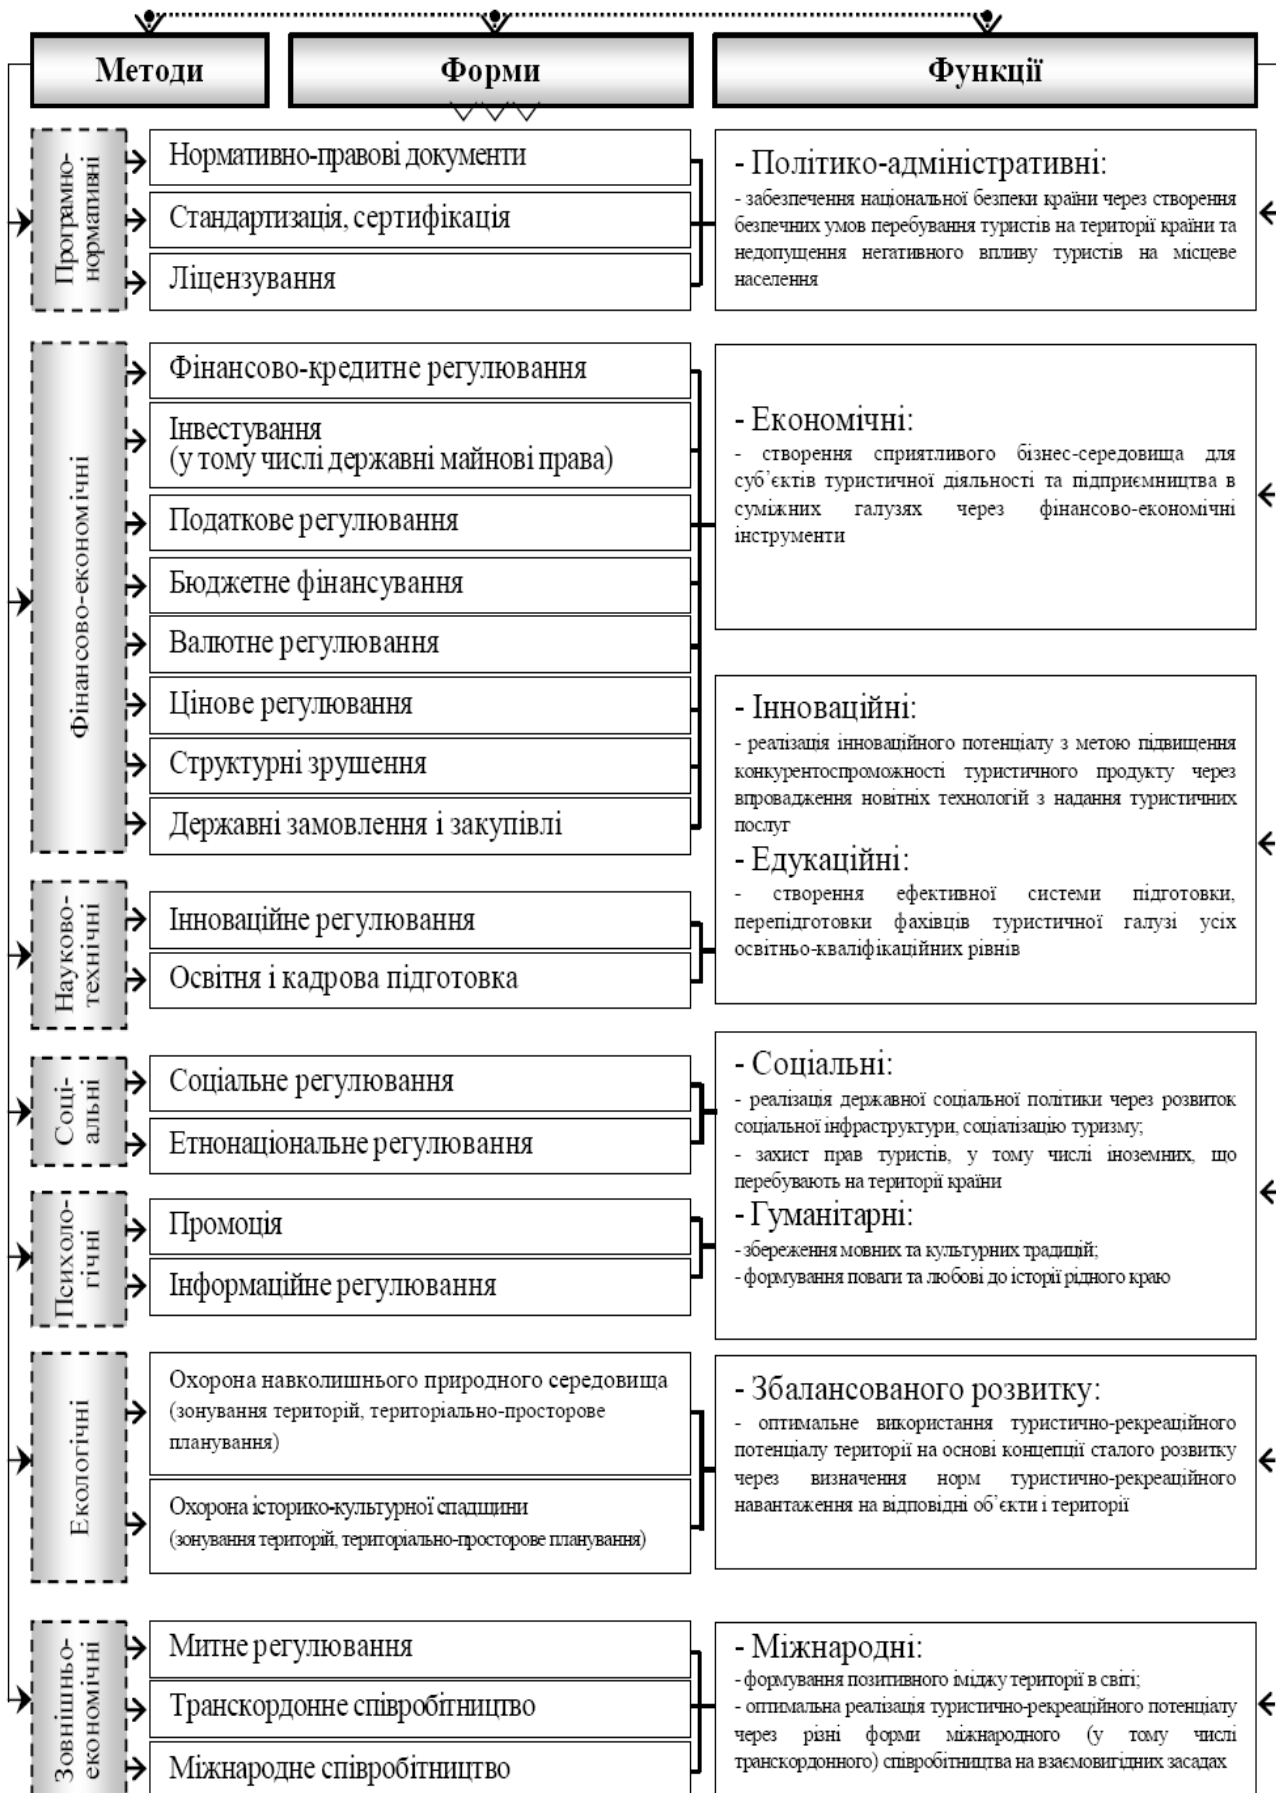 Методи
Форми
Функції
Програмно-
нормативні
Нормативно-правові документи
Стандартизація, сертифікація
Ліцензування
- Політико-адміністративні:
- забезпечення національної безпеки країни через створення
безпечних умов перебування туристів на території країни та
недопущення негативного впливу туристів на місцеве
населення
Фінансово-економічні
Фінансово-кредитне регулювання
Інвестування
(у тому числі державні майнові права)
Податкове регулювання
Бюджетне фінансування
Валютне регулювання
Цінове регулювання
Структурні зрушення
Державні замовлення і закупівлі
- Економічні:
- створення сприятливого бізнес-середовища для
суб’єктів туристичної діяльності та підприємництва в
суміжних галузях через фінансово-економічні
інструменти
Науково-
технічні
Інноваційне регулювання
Освітня і кадрова підготовка
- Інноваційні:
- реалізація інноваційного потенціалу з метою підвищення
конкурентоспроможності туристичного продукту через
впровадження новітніх технологій з надання туристичних
послуг
- Едукаційні:
- створення ефективної системи підготовки,
перепідготовки фахівців туристичної галузі усіх
освітньо-кваліфікаційних рівнів
Соці-
альні
Соціальне регулювання
Етнонаціональне регулювання
Психоло-
гічні
Промоція
Інформаційне регулювання
- Соціальні:
- реалізація державної соціальної політики через розвиток
соціальної інфраструктури, соціалізацію туризму;
- захист прав туристів, у тому числі іноземних, що
перебувають на території країни
- Гуманітарні:
- збереження мовних та культурних традицій;
- формування поваги та любові до історії рідного краю
Екологічні
Охорона навколишнього природного середовища
(зонування територій, територіально-просторове
планування)
Охорона історико-культурної спадщини
(зонування територій, територіально-просторове планування)
- Збалансованого розвитку:
- оптимальне використання туристично-рекреаційного
потенціалу території на основі концепції сталого розвитку
через визначення норм туристично-рекреаційного
навантаження на відповідні об’єкти і території
Зовнішньо-
економічні
Митне регулювання
Транскордонне співробітництво
Міжнародне співробітництво
- Міжнародні:
- формування позитивного іміджу території в світі;
- оптимальна реалізація туристично-рекреаційного потенціалу
через різні форми міжнародного (у тому числі
транскордонного) співробітництва на взаємовигідних засадах